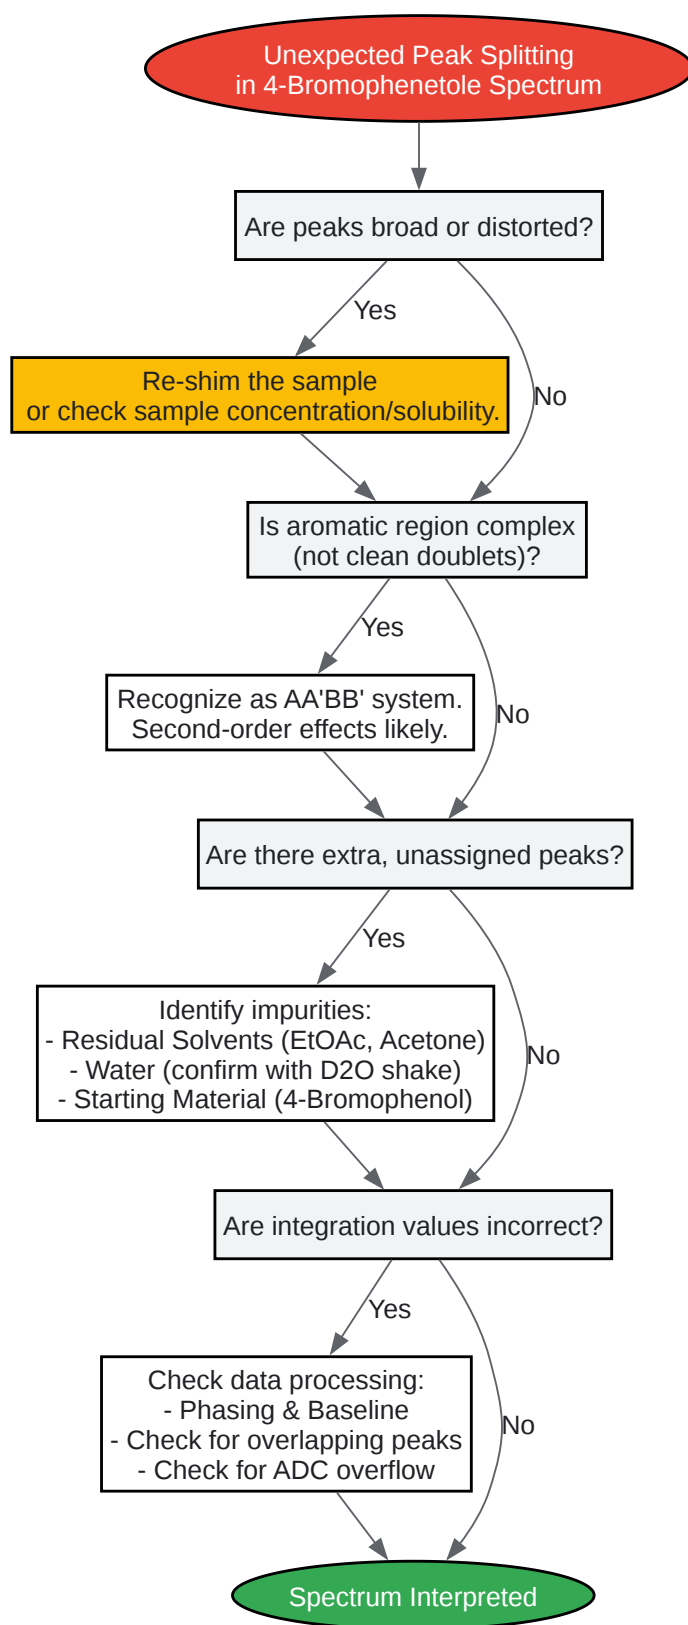 Unexpected Peak Splitting
in 4-Bromophenetole Spectrum
Are peaks broad or distorted?
Yes
Re-shim the sample
or check sample concentration/solubility.
No
Is aromatic region complex
(not clean doublets)?
Yes
Recognize as AA'BB' system.
Second-order effects likely.
No
Are there extra, unassigned peaks?
Yes
Identify impurities:
- Residual Solvents (EtOAc, Acetone)
- Water (confirm with D2O shake)
- Starting Material (4-Bromophenol)
No
Are integration values incorrect?
Yes
Check data processing:
- Phasing & Baseline
- Check for overlapping peaks
- Check for ADC overflow
No
Spectrum Interpreted